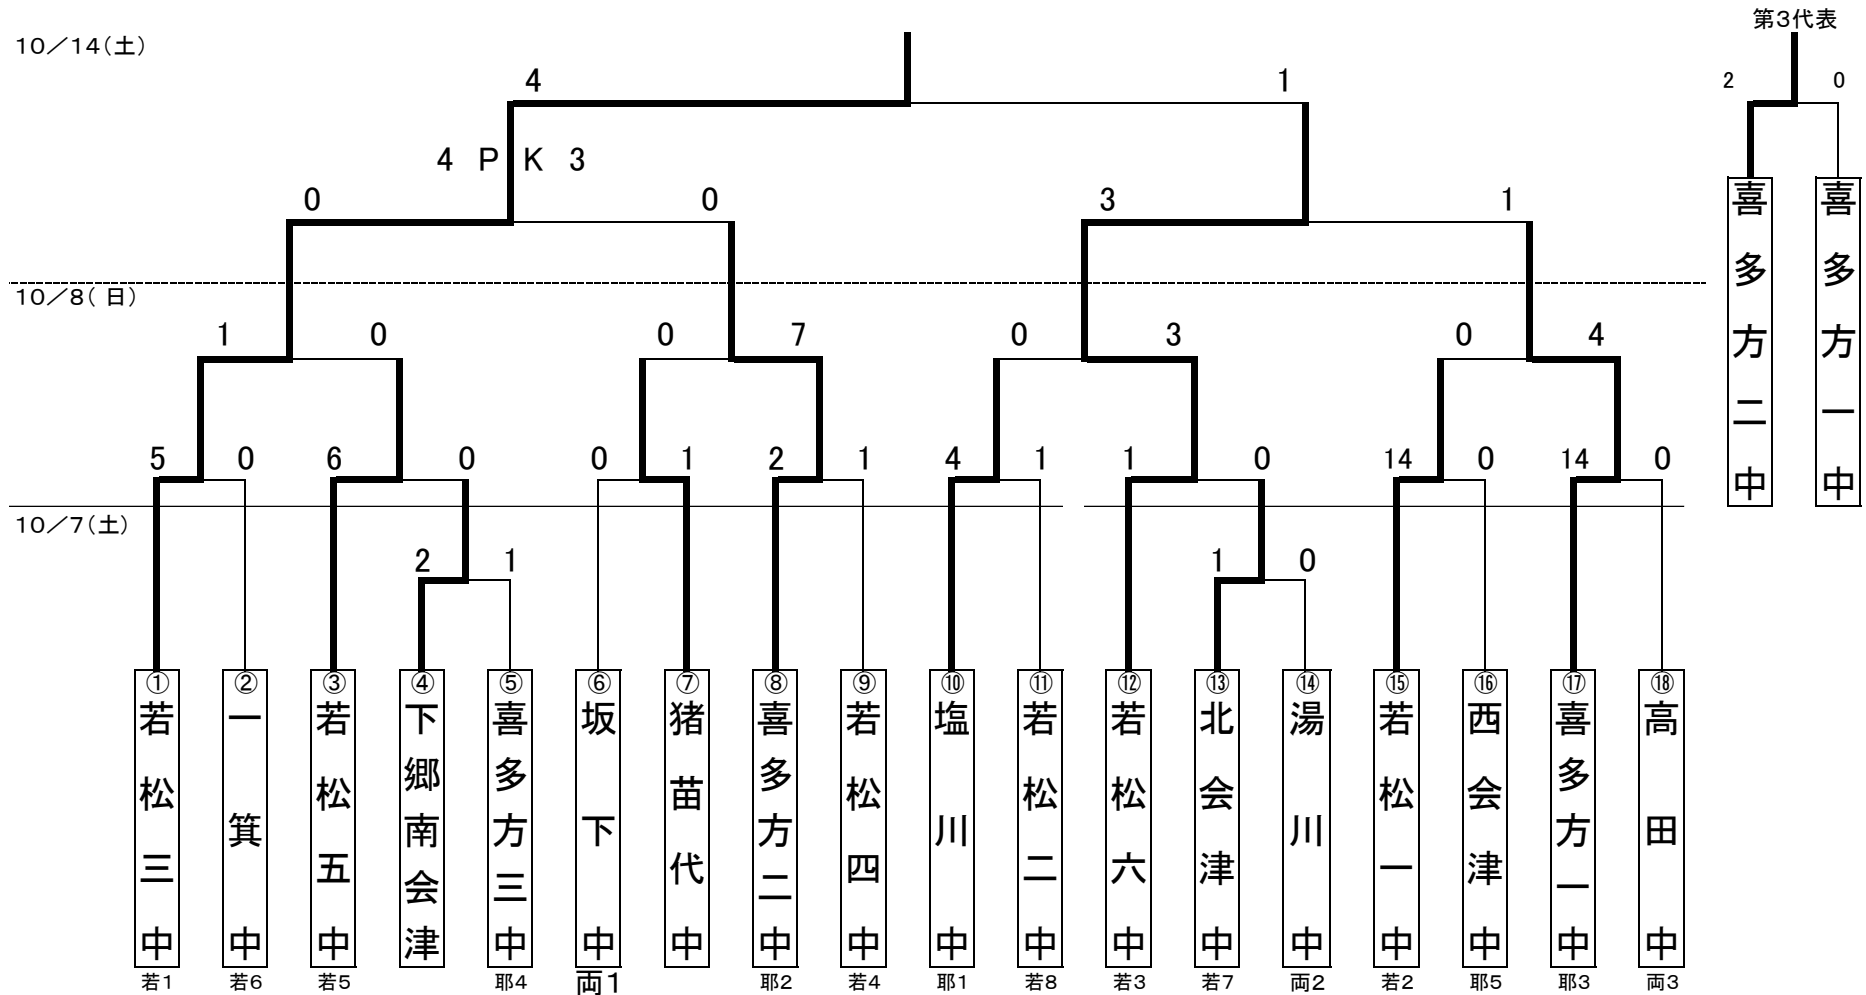 第3代表
10／14(土)
4 1 2 0
4 P K 3
0 0 3 1
喜多方二中
喜多方一中
10／8(日)
1 0 0 7 0 3 0 4
5 0 6 0 0 1 2 1 4 1 1 0 14 0 14 0
10／7(土)
2 1 1 0
①若松三中
②一箕中
③若松五中
④下郷南会津
⑤喜多方三中
⑥坂下中
⑦猪苗代中
⑧喜多方二中
⑨若松四中
⑩塩川中
⑪若松二中
⑫若松六中
⑬北会津中
⑭湯川中
⑮若松一中
⑯西会津中
⑰喜多方一中
⑱高田中
若1 若6 若5 耶4 両1 耶2 若4 耶1 若8 若3 若7 両2 若2 耶5 耶3 両3